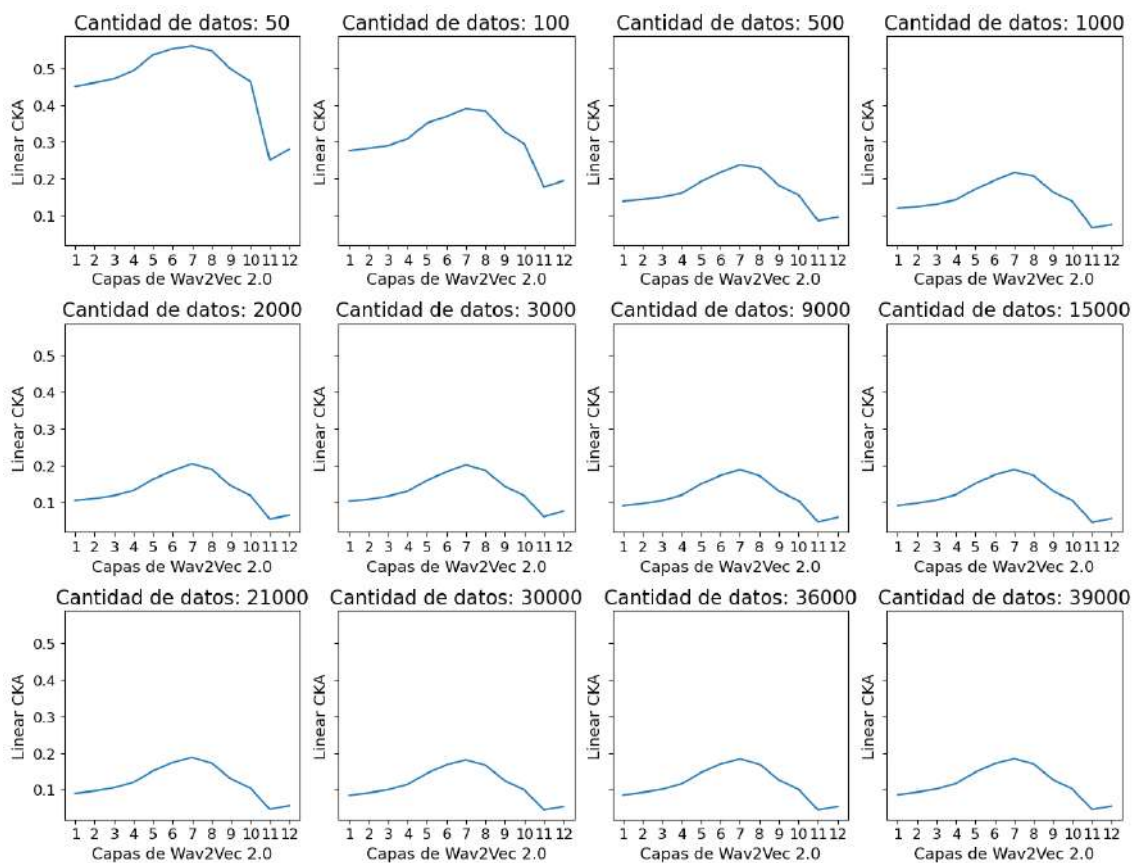 Cantidad de datos: 50
Cantidad de datos: 100
Cantidad de datos: 500
Cantidad de datos: 1000
Linear CKA
0.5
0.4
0.3
0.2
0.1
Linear CKA
Linear CKA
Linear CKA
1 2 3 4 5 6 7 8 9 10 11 12
1 2 3 4 5 6 7 8 9 10 11 12
1 2 3 4 5 6 7 8 9 10 11 12
1 2 3 4 5 6 7 8 9 10 11 12
Capas de Wav2Vec 2.0
Capas de Wav2Vec 2.0
Capas de Wav2Vec 2.0
Capas de Wav2Vec 2.0
Cantidad de datos: 2000
Cantidad de datos: 3000
Cantidad de datos: 9000
Cantidad de datos: 15000
Linear CKA
0.5
0.4
0.3
0.2
0.1
Linear CKA
Linear CKA
Linear CKA
1 2 3 4 5 6 7 8 9 10 11 12
1 2 3 4 5 6 7 8 9 10 11 12
1 2 3 4 5 6 7 8 9 10 11 12
1 2 3 4 5 6 7 8 9 10 11 12
Capas de Wav2Vec 2.0
Capas de Wav2Vec 2.0
Capas de Wav2Vec 2.0
Capas de Wav2Vec 2.0
Cantidad de datos: 21000
Cantidad de datos: 30000
Cantidad de datos: 36000
Cantidad de datos: 39000
Linear CKA
0.5
0.4
0.3
0.2
0.1
Linear CKA
Linear CKA
Linear CKA
1 2 3 4 5 6 7 8 9 10 11 12
1 2 3 4 5 6 7 8 9 10 11 12
1 2 3 4 5 6 7 8 9 10 11 12
1 2 3 4 5 6 7 8 9 10 11 12
Capas de Wav2Vec 2.0
Capas de Wav2Vec 2.0
Capas de Wav2Vec 2.0
Capas de Wav2Vec 2.0